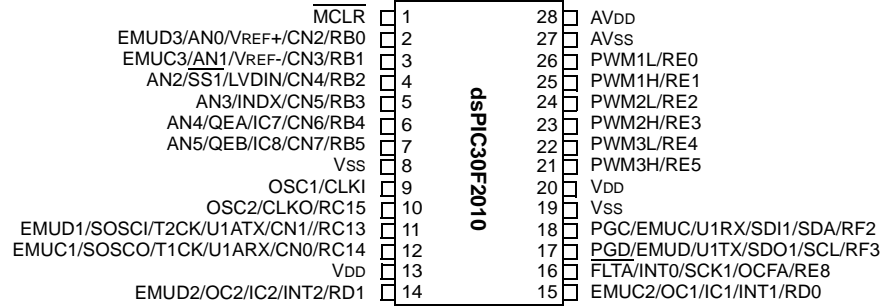 MCLR 1 28 AVDD
EMUD3/AN0/VREF+/CN2/RB0 2 27 AVSS
EMUC3/AN1/VREF-/CN3/RB1 3 26 PWM1L/RE0
AN2/SS1/LVDIN/CN4/RB2 4 25 PWM1H/RE1
AN3/INDX/CN5/RB3 5 24 PWM2L/RE2
AN4/QEA/IC7/CN6/RB4 6 23 PWM2H/RE3
AN5/QEB/IC8/CN7/RB5 7 22 PWM3L/RE4
VSS 8 21 PWM3H/RE5
OSC1/CLKI 9 20 VDD
OSC2/CLKO/RC15 10 19 VSS
EMUD1/SOSCI/T2CK/U1ATX/CN1//RC13 11 18 PGC/EMUC/U1RX/SDI1/SDA/RF2
EMUC1/SOSCO/T1CK/U1ARX/CN0/RC14 12 17 PGD/EMUD/U1TX/SDO1/SCL/RF3
VDD 13 16 FLTA/INT0/SCK1/OCFA/RE8
EMUD2/OC2/IC2/INT2/RD1 14 15 EMUC2/OC1/IC1/INT1/RD0
dsPIC30F2010